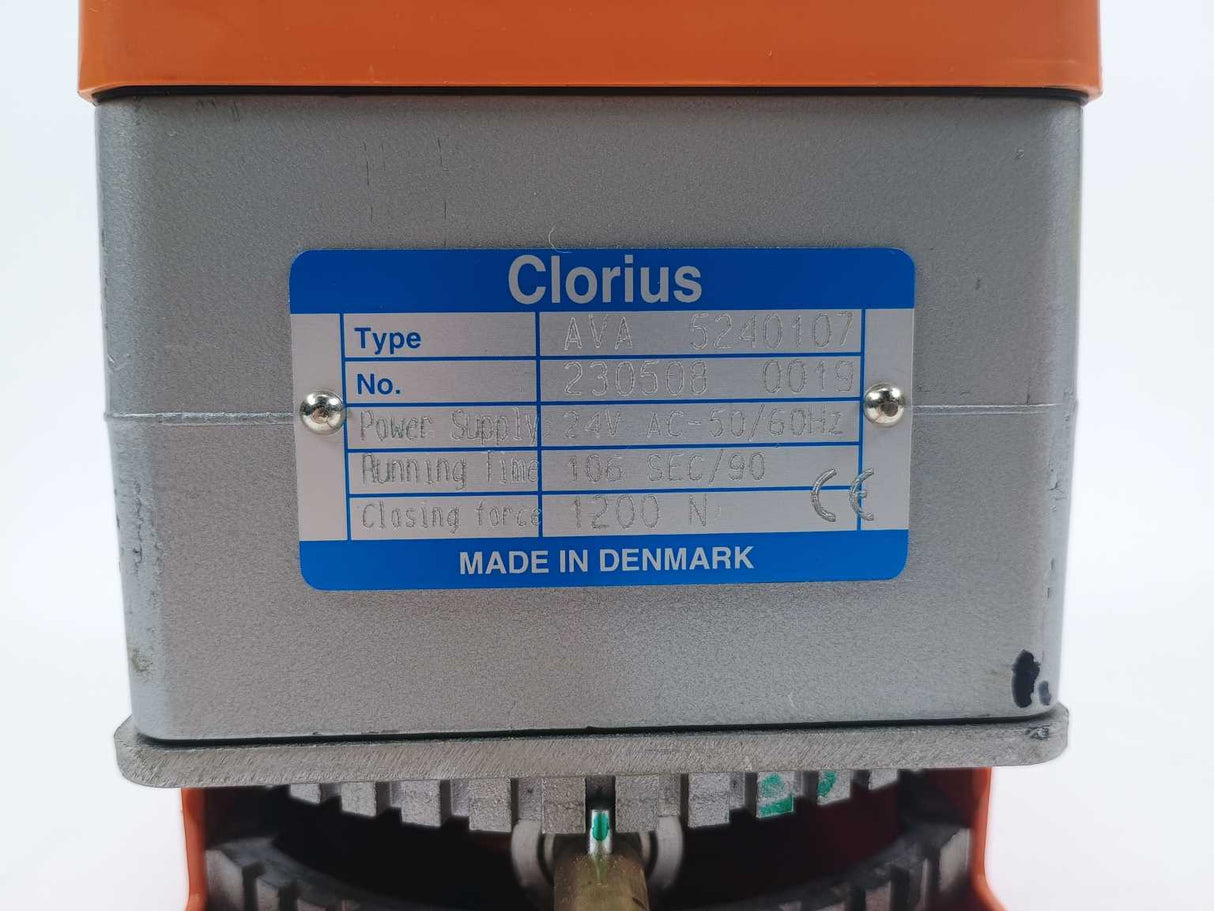 Clorius
Type AVA 5240107
No. 230508 0019
Power Supply 24V AC-50/60Hz
Running Time 106 SEC/90
Closing force 1200 N CE
MADE IN DENMARK